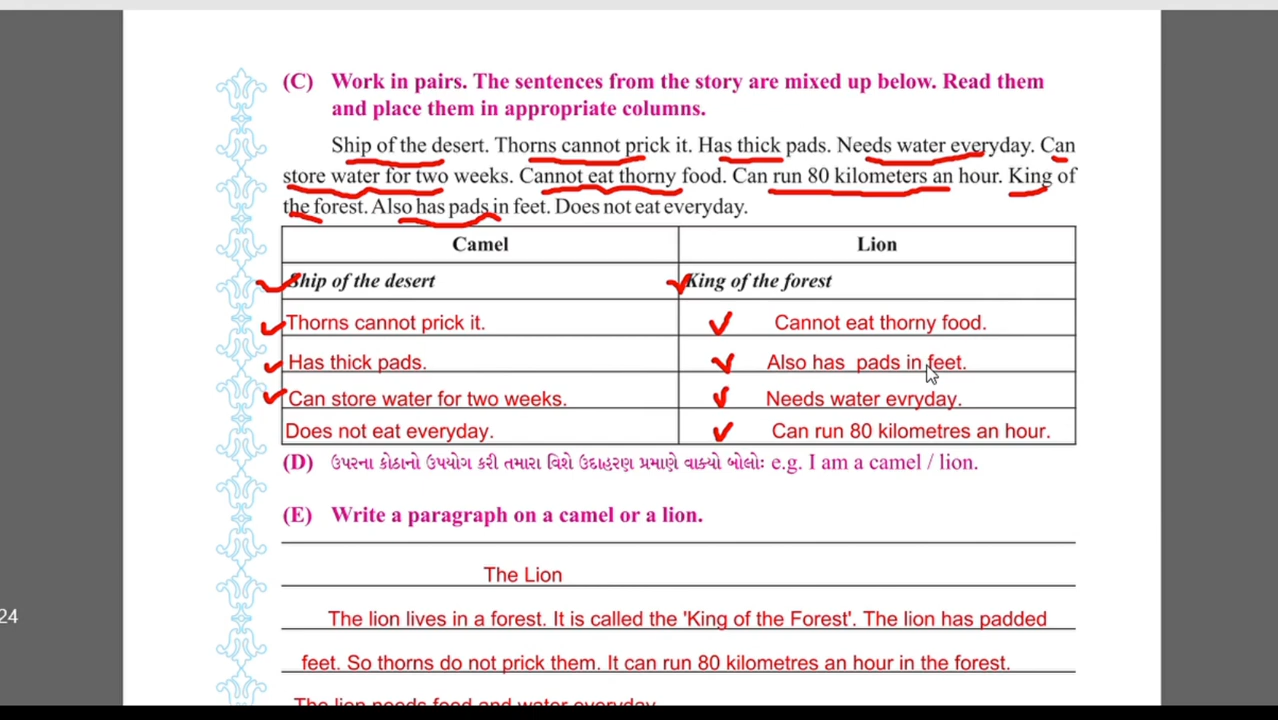 (C) Work in pairs. The sentences from the story are mixed up below. Read them
and place them in appropriate columns.
Ship of the desert. Thorns cannot prick it. Has thick pads. Needs water everyday. Can
store water for two weeks. Cannot eat thorny food. Can run 80 kilometers an hour. King of
the forest. Also has pads in feet. Does not eat everyday.
Camel Lion
Ship of the desert King of the forest
Thorns cannot prick it. Cannot eat thorny food.
Has thick pads. Also has pads in feet.
Can store water for two weeks. Needs water evryday.
Does not eat everyday. Can run 80 kilometres an hour.
(D) ઉપરના કોઠાનો ઉપયોગ કરી તમારા વિશે ઉદાહરણ પ્રમાણે વાક્યો બોલોઃ e.g. I am a camel / lion.
(E) Write a paragraph on a camel or a lion.
The Lion
24
The lion lives in a forest. It is called the 'King of the Forest'. The lion has padded
feet. So thorns do not prick them. It can run 80 kilometres an hour in the forest.
The lion needs food and water everyday